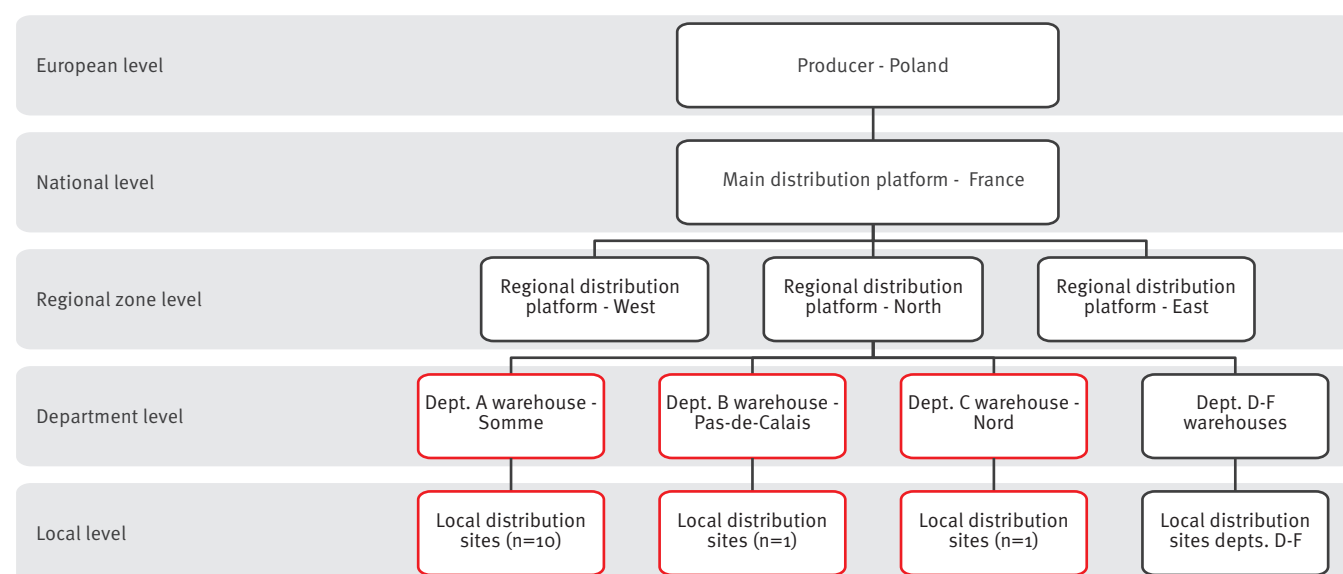 European level
Producer - Poland
National level
Main distribution platform -  France
Regional zone level
Regional distribution
platform - West
Regional distribution
platform - North
Regional distribution
platform - East
Department level
Dept. A warehouse -
Somme
Dept. B warehouse -
Pas-de-Calais
Dept. C warehouse -
Nord
Dept. D-F
warehouses
Local level
Local distribution
sites (n=10)
Local distribution
sites (n=1)
Local distribution
sites (n=1)
Local distribution
sites depts. D-F